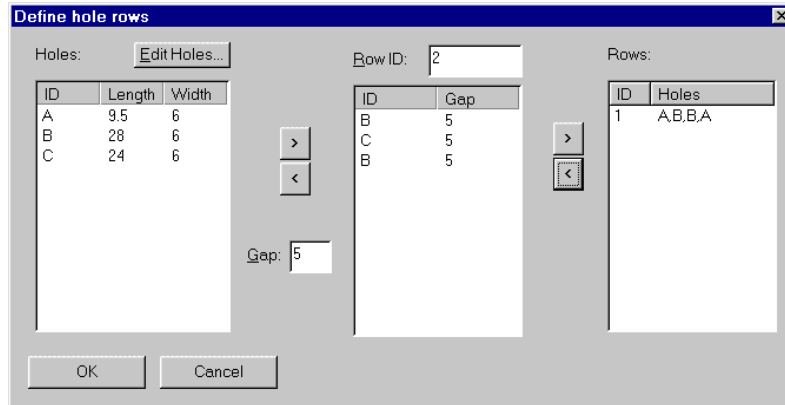 Define hole rows
Holes: Edit Holes... Row ID: 2 Rows:
ID Length Width
A 9.5 6
B 28 6
C 24 6
ID Gap
B 5
C 5
B 5
ID Holes
1 A,B,B,A
>
<
>
<
Gap: 5
OK Cancel